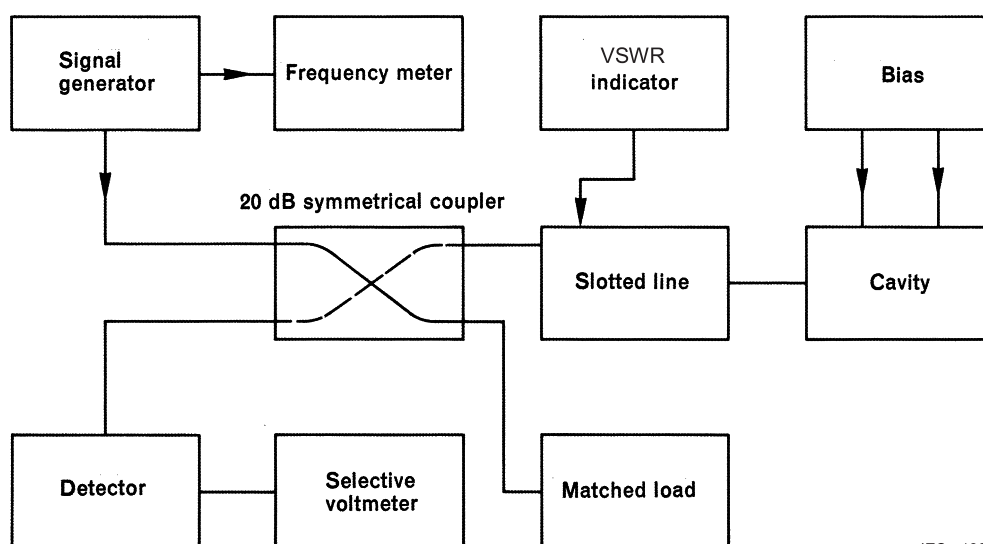 Signal
generator
Frequency meter
VSWR
indicator
Bias
20 dB symmetrical coupler
Slotted line
Cavity
Detector
Selective
voltmeter
Matched load